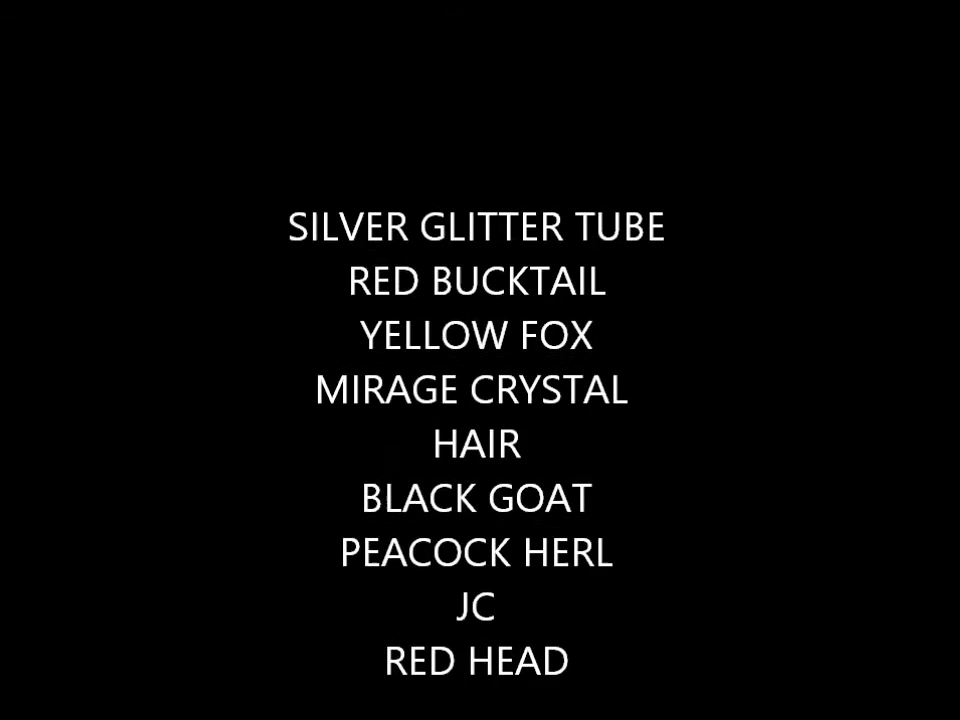 SILVER GLITTER TUBE
RED BUCKTAIL
YELLOW FOX
MIRAGE CRYSTAL
HAIR
BLACK GOAT
PEACOCK HERL
JC
RED HEAD